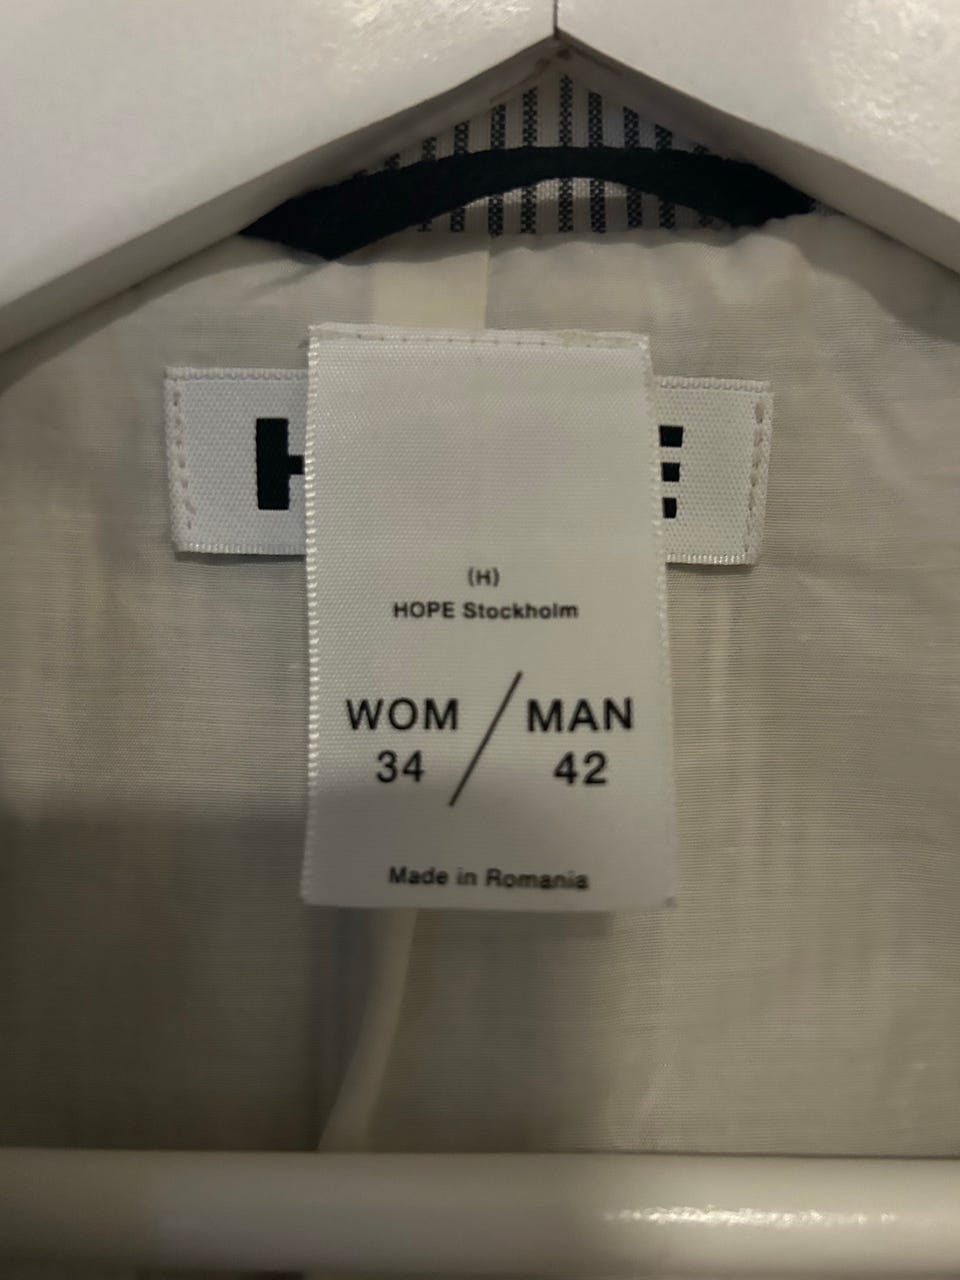 H E
(H)
HOPE Stockholm
WOM / MAN
34 / 42
Made in Romania